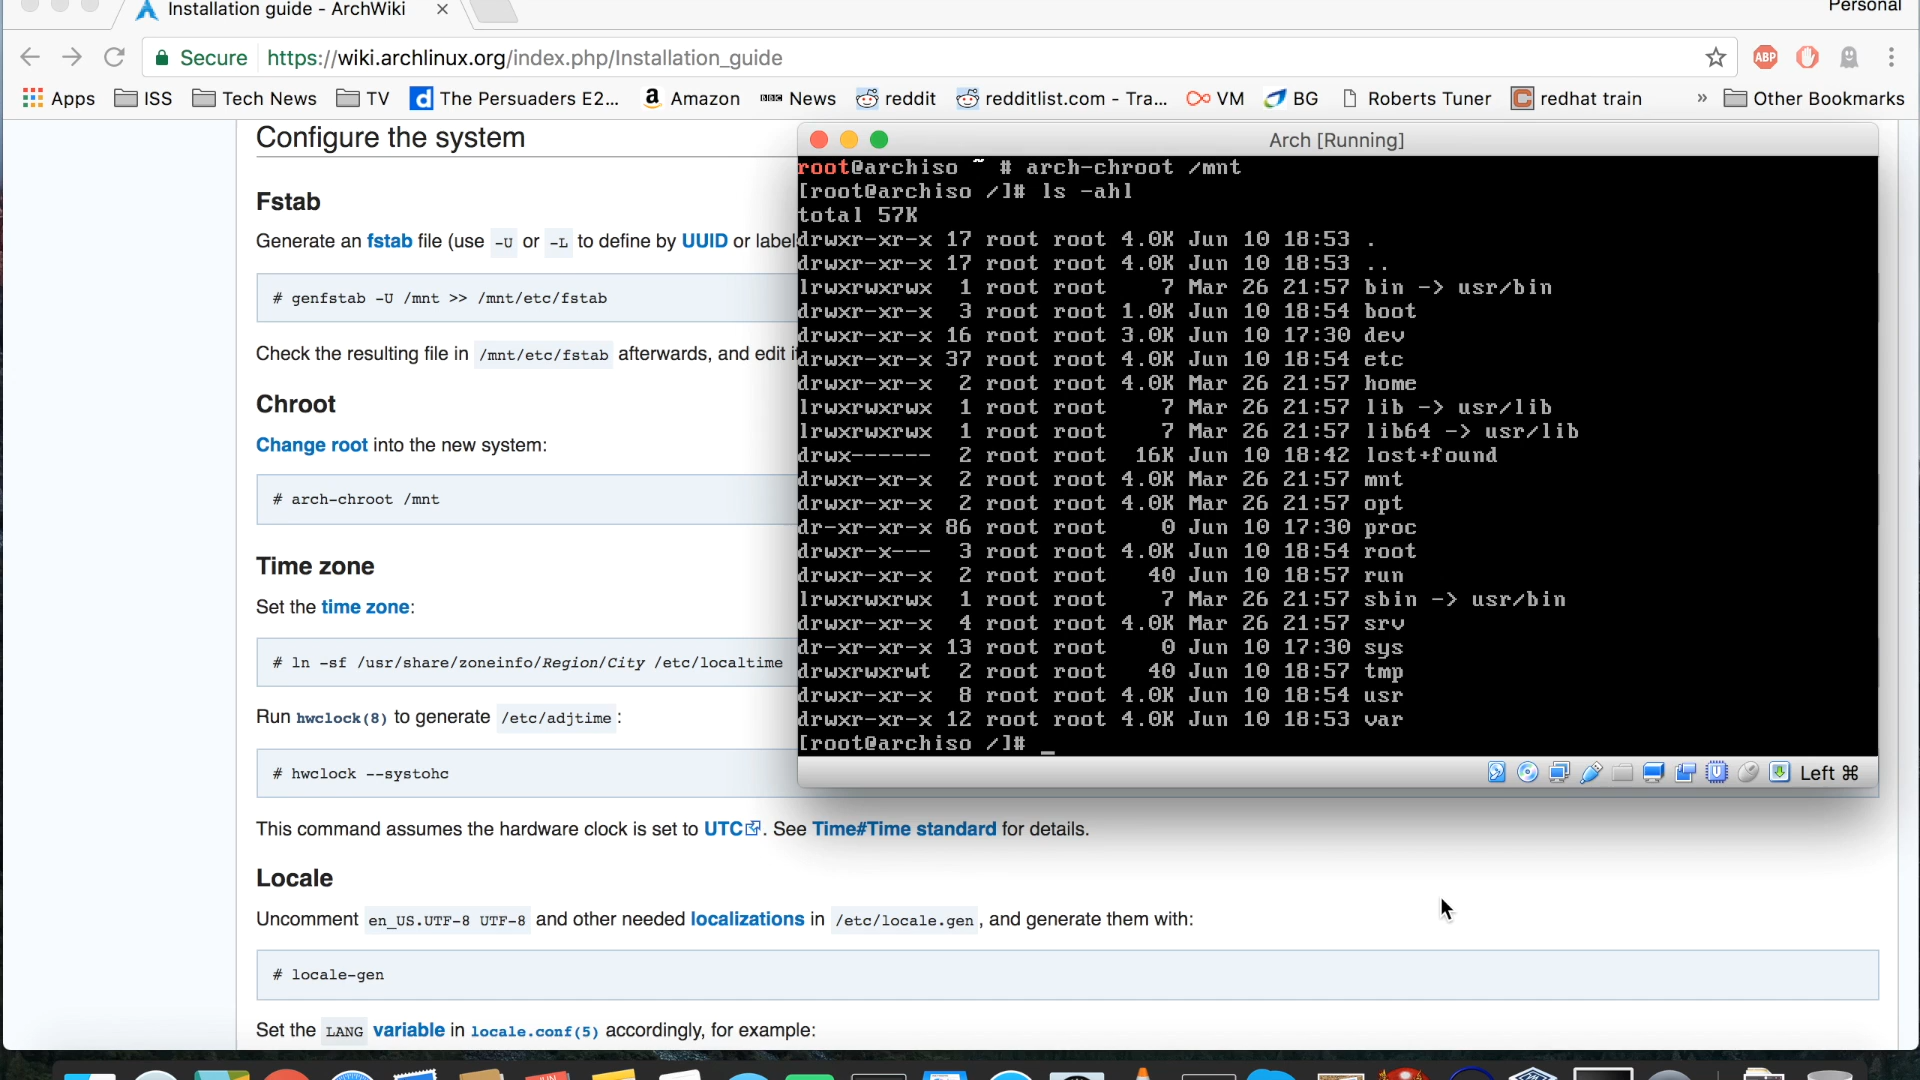 Installation guide - ArchWiki
Personal
Secure https://wiki.archlinux.org/index.php/Installation_guide
ABP
Apps ISS Tech News TV The Persuaders E2... Amazon News reddit redditlist.com - Tra... VM BG Roberts Tuner redhat train » Other Bookmarks
Configure the system
Fstab
Generate an fstab file (use -U or -L to define by UUID or labels
# genfstab -U /mnt >> /mnt/etc/fstab
Check the resulting file in /mnt/etc/fstab afterwards, and edit i
Chroot
Change root into the new system:
# arch-chroot /mnt
Time zone
Set the time zone:
# ln -sf /usr/share/zoneinfo/Region/City /etc/localtime
Run hwclock(8) to generate /etc/adjtime :
# hwclock --systohc
This command assumes the hardware clock is set to UTC. See Time#Time standard for details.
Locale
Uncomment en_US.UTF-8 UTF-8 and other needed localizations in /etc/locale.gen , and generate them with:
# locale-gen
Set the LANG variable in locale.conf(5) accordingly, for example:
Arch [Running]
root@archiso ~ # arch-chroot /mnt
[root@archiso /]# ls -ahl
total 57K
drwxr-xr-x 17 root root 4.0K Jun 10 18:53 .
drwxr-xr-x 17 root root 4.0K Jun 10 18:53 ..
lrwxrwxrwx 1 root root 7 Mar 26 21:57 bin -> usr/bin
drwxr-xr-x 3 root root 1.0K Jun 10 18:54 boot
drwxr-xr-x 16 root root 3.0K Jun 10 17:30 dev
drwxr-xr-x 37 root root 4.0K Jun 10 18:54 etc
drwxr-xr-x 2 root root 4.0K Mar 26 21:57 home
lrwxrwxrwx 1 root root 7 Mar 26 21:57 lib -> usr/lib
lrwxrwxrwx 1 root root 7 Mar 26 21:57 lib64 -> usr/lib
drwx------ 2 root root 16K Jun 10 18:42 lost+found
drwxr-xr-x 2 root root 4.0K Mar 26 21:57 mnt
drwxr-xr-x 2 root root 4.0K Mar 26 21:57 opt
dr-xr-xr-x 86 root root 0 Jun 10 17:30 proc
drwxr-x--- 3 root root 4.0K Jun 10 18:54 root
drwxr-xr-x 2 root root 40 Jun 10 18:57 run
lrwxrwxrwx 1 root root 7 Mar 26 21:57 sbin -> usr/bin
drwxr-xr-x 4 root root 4.0K Mar 26 21:57 srv
dr-xr-xr-x 13 root root 0 Jun 10 17:30 sys
drwxrwxrwt 2 root root 40 Jun 10 18:57 tmp
drwxr-xr-x 8 root root 4.0K Jun 10 18:54 usr
drwxr-xr-x 12 root root 4.0K Jun 10 18:53 var
[root@archiso /]# _
Left ⌘